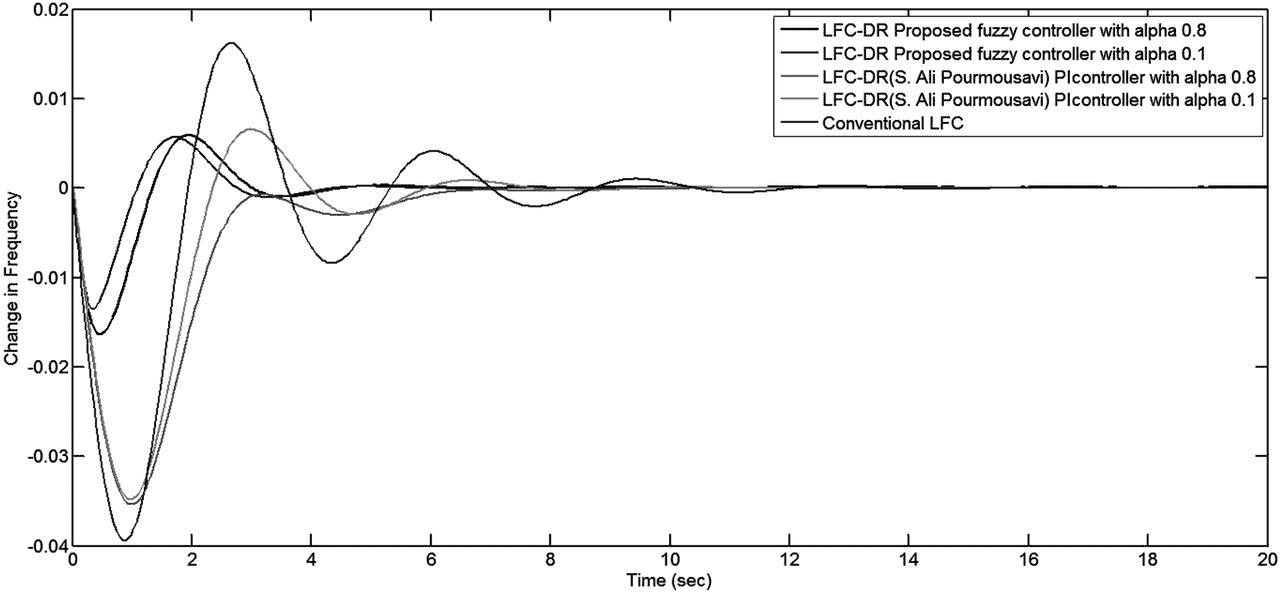 0.02
0.01
0
-0.01
-0.02
-0.03
-0.04
Change in Frequency
LFC-DR Proposed fuzzy controller with alpha 0.8
LFC-DR Proposed fuzzy controller with alpha 0.1
LFC-DR(S. Ali Pourmousavi) PIcontroller with alpha 0.8
LFC-DR(S. Ali Pourmousavi) PIcontroller with alpha 0.1
Conventional LFC
0 2 4 6 8 10 12 14 16 18 20
Time (sec)